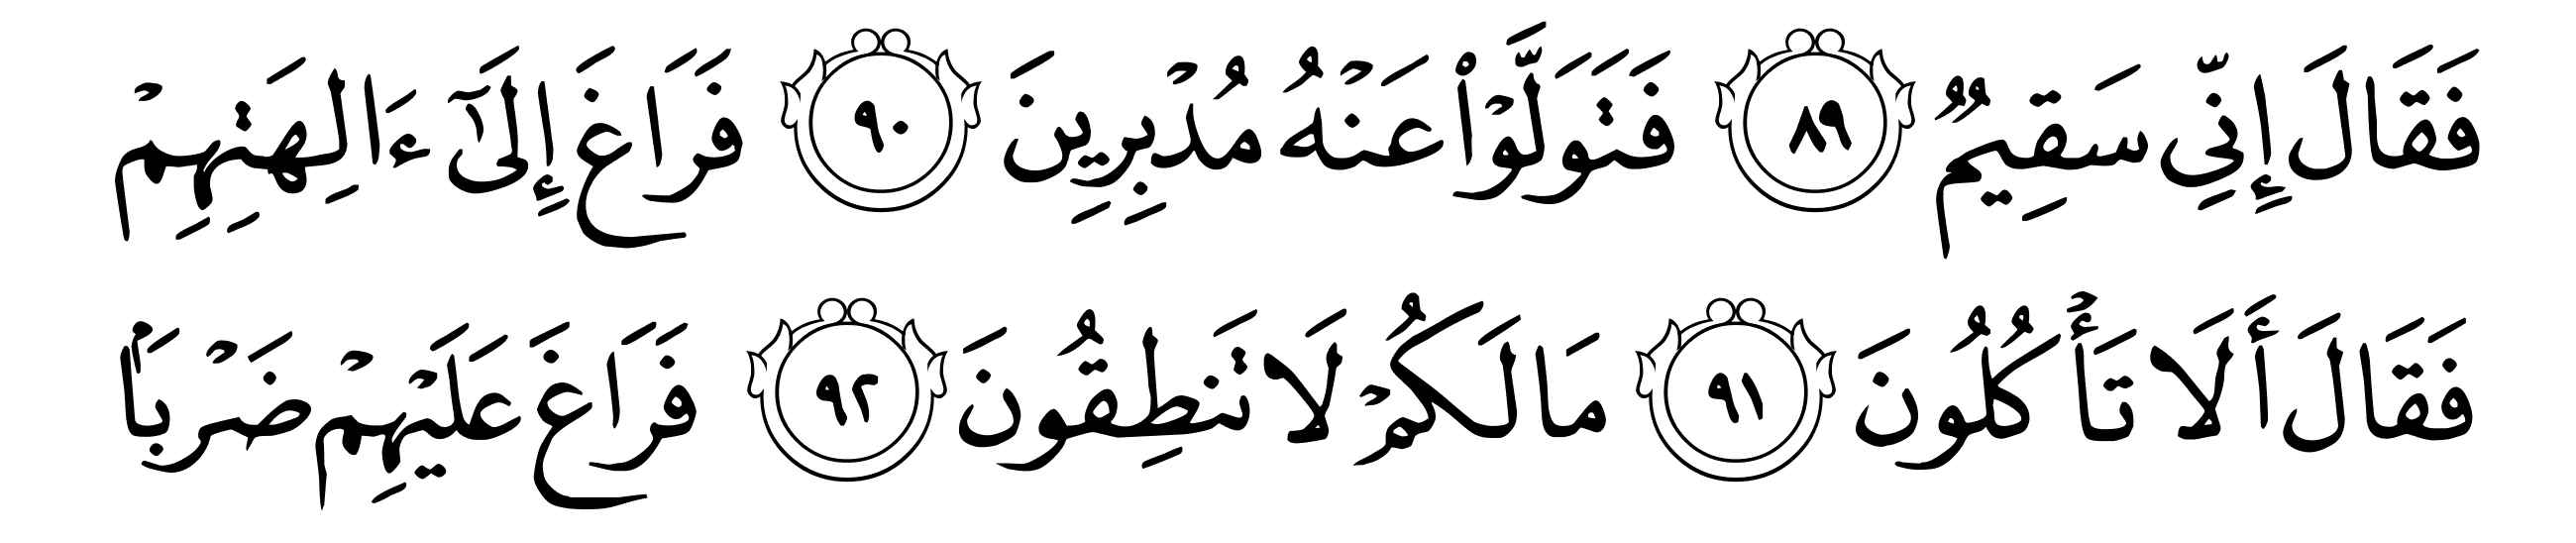 فَقَالَ إِنِّي سَقِيمٌ ٨٩ فَتَوَلَّوۡاْ عَنۡهُ مُدۡبِرِينَ ٩٠ فَرَاغَ إِلَىٰٓ ءَالِهَتِهِمۡ
فَقَالَ أَلَا تَأۡكُلُونَ ٩١ مَا لَكُمۡ لَا تَنطِقُونَ ٩٢ فَرَاغَ عَلَيۡهِمۡ ضَرۡبَۢا